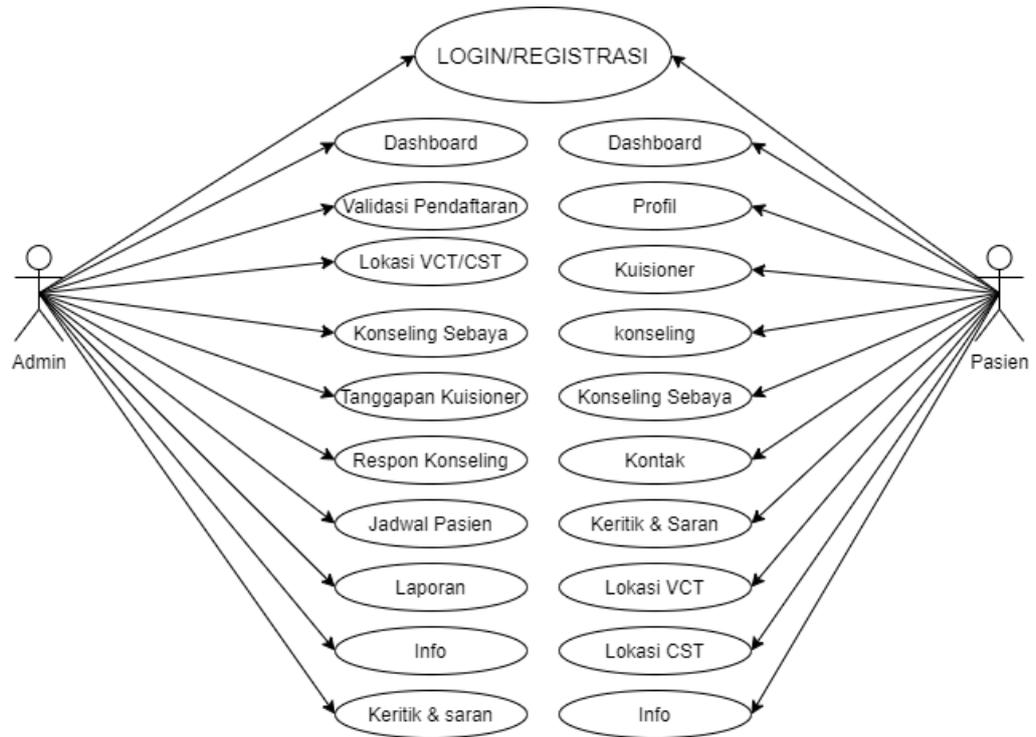 LOGIN/REGISTRASI
Dashboard
Dashboard
Validasi Pendaftaran
Profil
Lokasi VCT/CST
Kuisioner
Konseling Sebaya
konseling
Admin
Pasien
Tanggapan Kuisioner
Konseling Sebaya
Respon Konseling
Kontak
Jadwal Pasien
Keritik & Saran
Laporan
Lokasi VCT
Info
Lokasi CST
Keritik & saran
Info